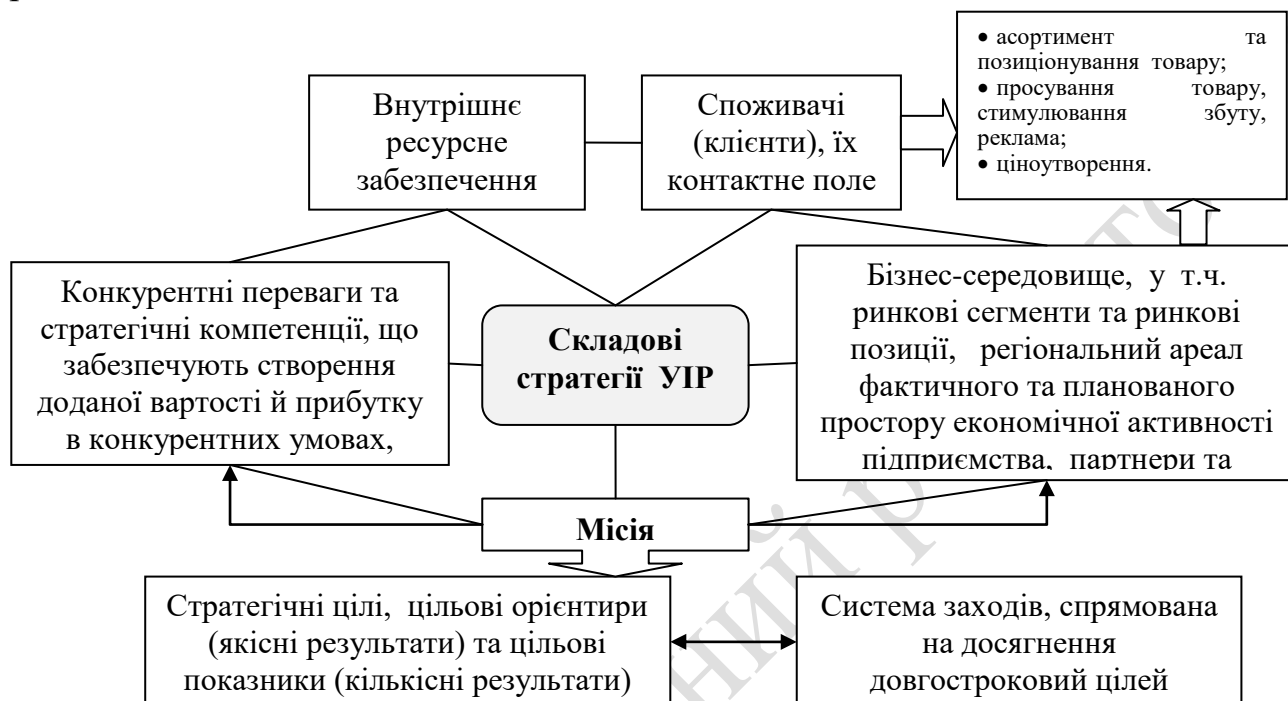 • асортимент та
позиціонування товару;
• просування товару,
стимулювання збуту,
реклама;
• ціноутворення.
Внутрішнє
ресурсне
забезпечення
Споживачі
(клієнти), їх
контактне поле
Конкурентні переваги та
стратегічні компетенції, що
забезпечують створення
доданої вартості й прибутку
в конкурентних умовах,
Складові
стратегії УІР
Бізнес-середовище, у т.ч.
ринкові сегменти та ринкові
позиції, регіональний ареал
фактичного та планованого
простору економічної активності
підприємства, партнери та
Місія
Стратегічні цілі, цільові орієнтири
(якісні результати) та цільові
показники (кількісні результати)
Система заходів, спрямована
на досягнення
довгостроковий цілей